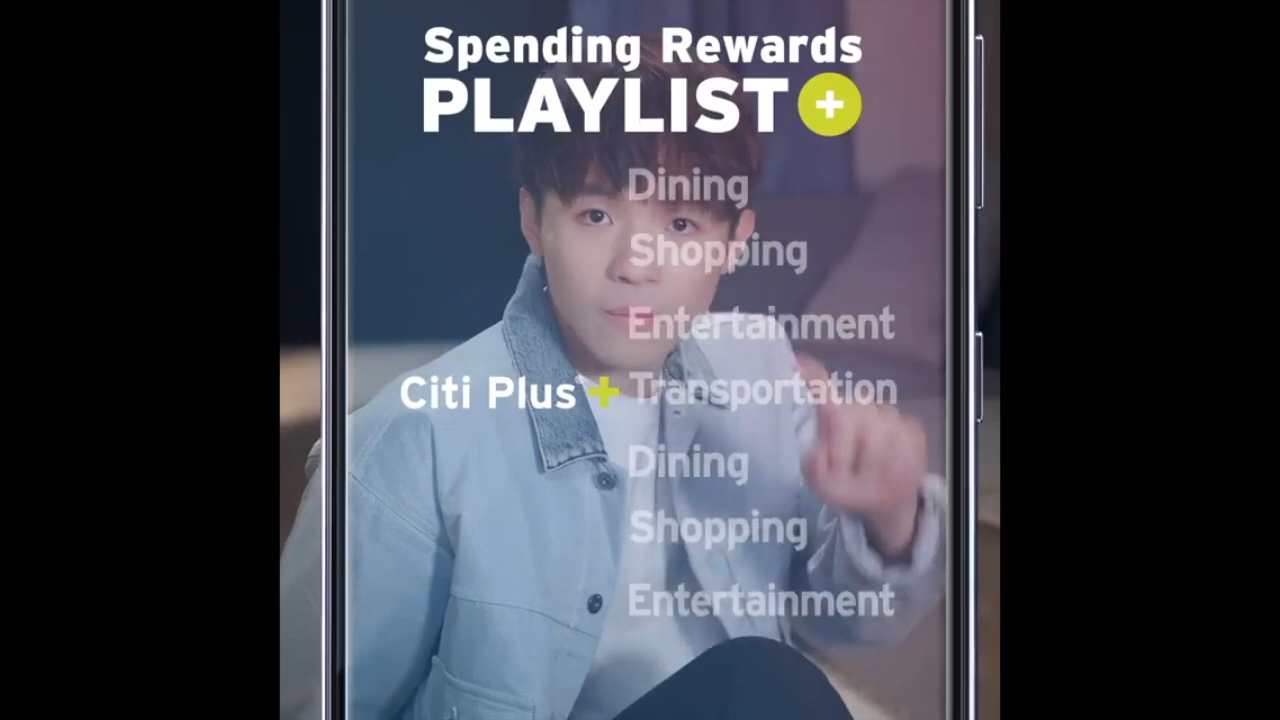 Spending Rewards
PLAYLIST +
Dining
Shopping
Entertainment
Citi Plus® + Transportation
Dining
Shopping
Entertainment